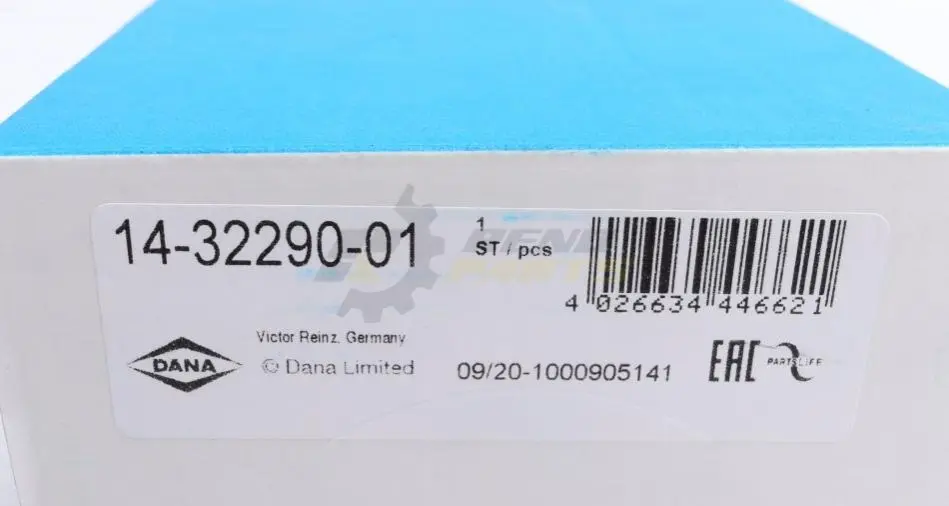 14-32290-01
1
ST / pcs
4 026634 446621
Victor Reinz, Germany
DANA
© Dana Limited
09/20-1000905141
EAC
PARTSLIFE